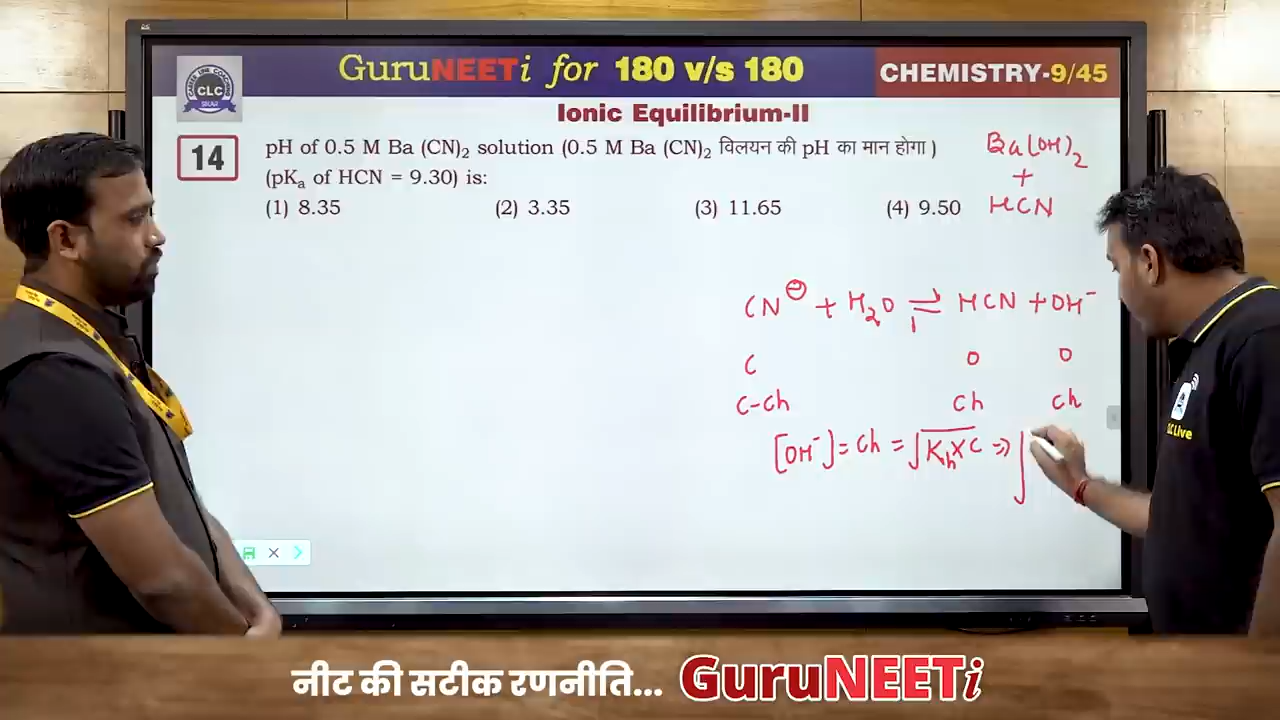 GuruNEETi for 180 v/s 180
CHEMISTRY-9/45
CLC
Ionic Equilibrium-II
14
pH of 0.5 M Ba (CN)₂ solution (0.5 M Ba (CN)₂ विलयन की pH का मान होगा )
(pKₐ of HCN = 9.30) is:
(1) 8.35 (2) 3.35 (3) 11.65 (4) 9.50
Ba(OH)₂
+
HCN
CN⊖ + H₂O ⇌ HCN + OH⁻
C 0 0
C-Ch Ch Ch
[OH⁻] = Ch = √Kₕ×C ⇒
CLC Live
नीट की सटीक रणनीति... GuruNEETi